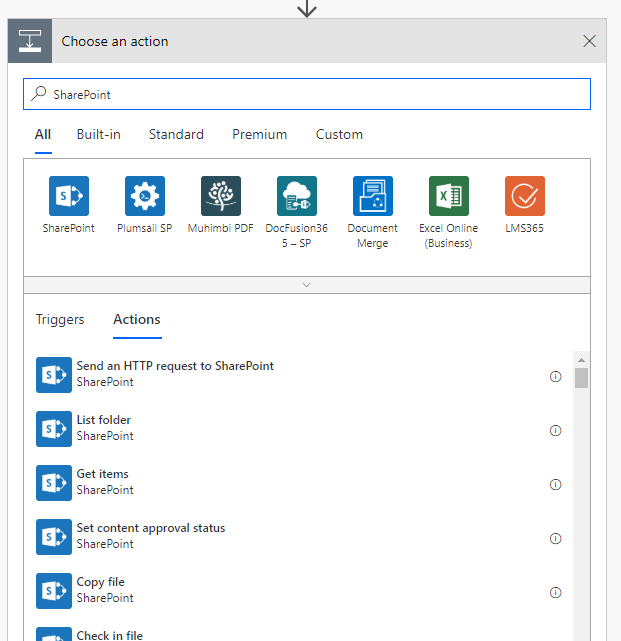 Choose an action
SharePoint
All Built-in Standard Premium Custom
SharePoint Plumsail SP Muhimbi PDF DocFusion36 Document Excel Online LMS365
5 – SP Merge (Business)
Triggers Actions
Send an HTTP request to SharePoint
SharePoint
List folder
SharePoint
Get items
SharePoint
Set content approval status
SharePoint
Copy file
SharePoint
Check in file